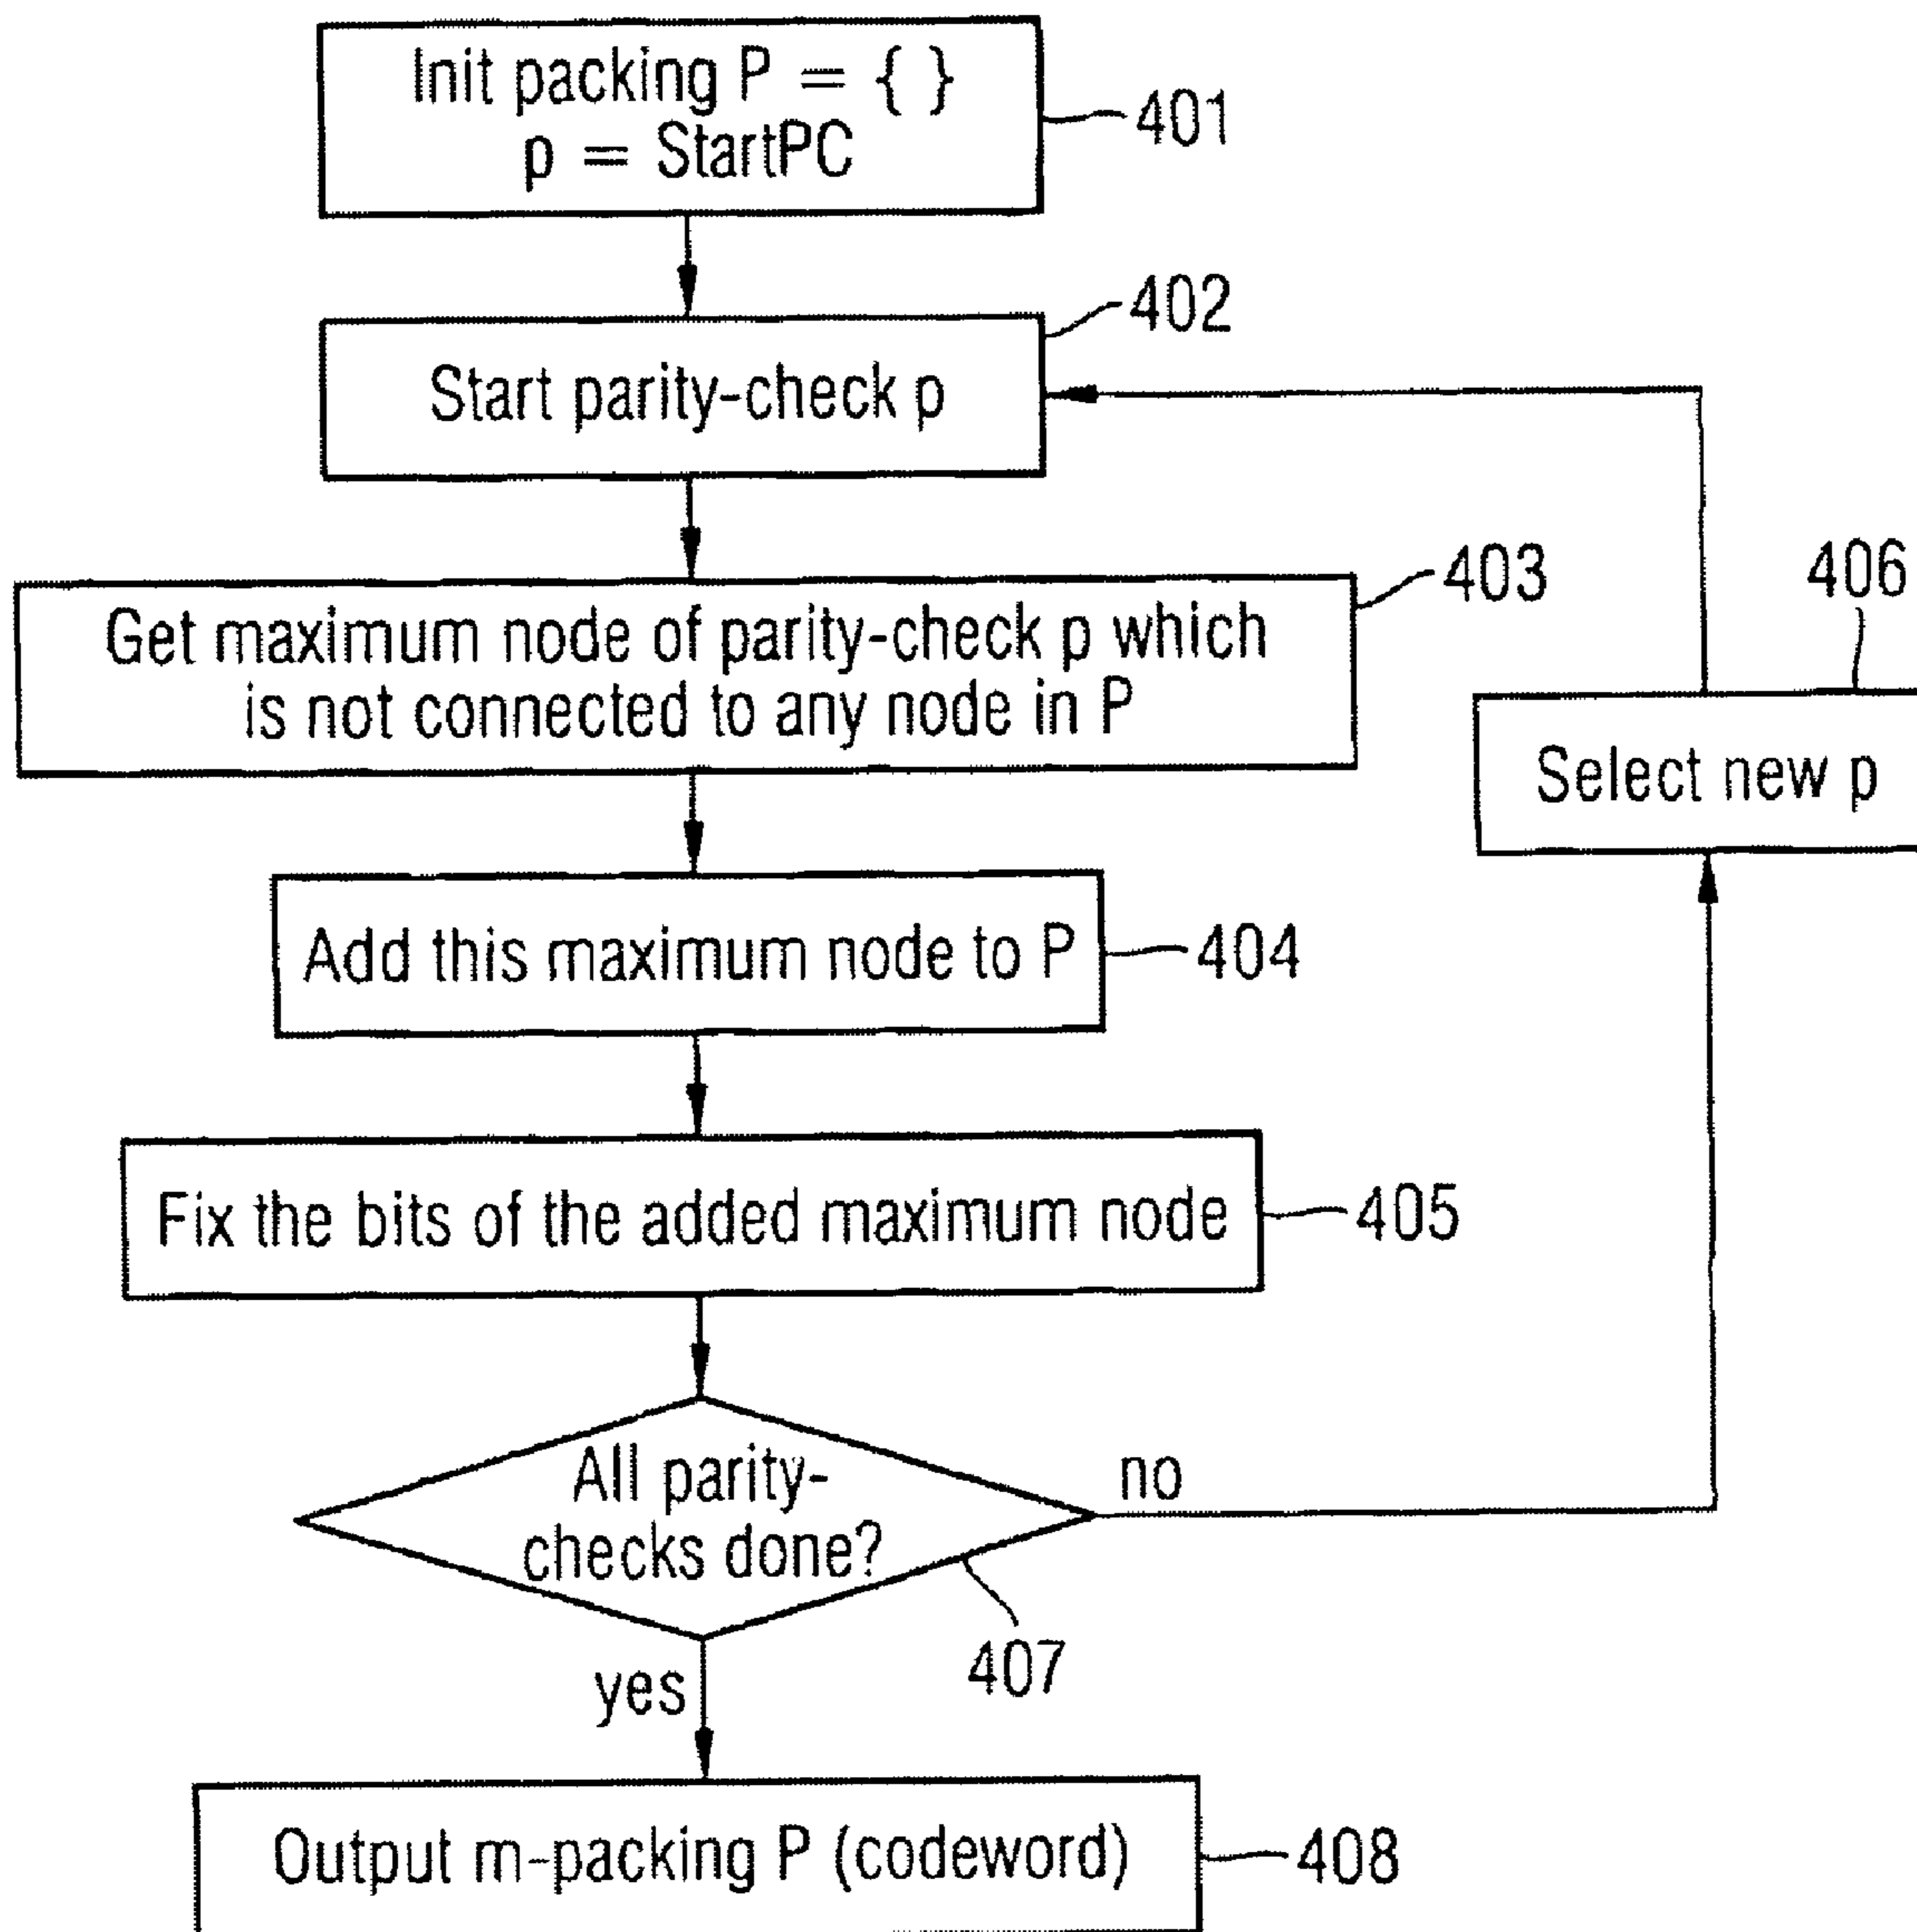 Init packing P = { }
p = StartPC
401
402
Start parity-check p
403
Get maximum node of parity-check p which
is not connected to any node in P
406
Select new p
Add this maximum node to P
404
Fix the bits of the added maximum node
405
All parity-
checks done?
no
407
yes
Output m-packing P (codeword)
408